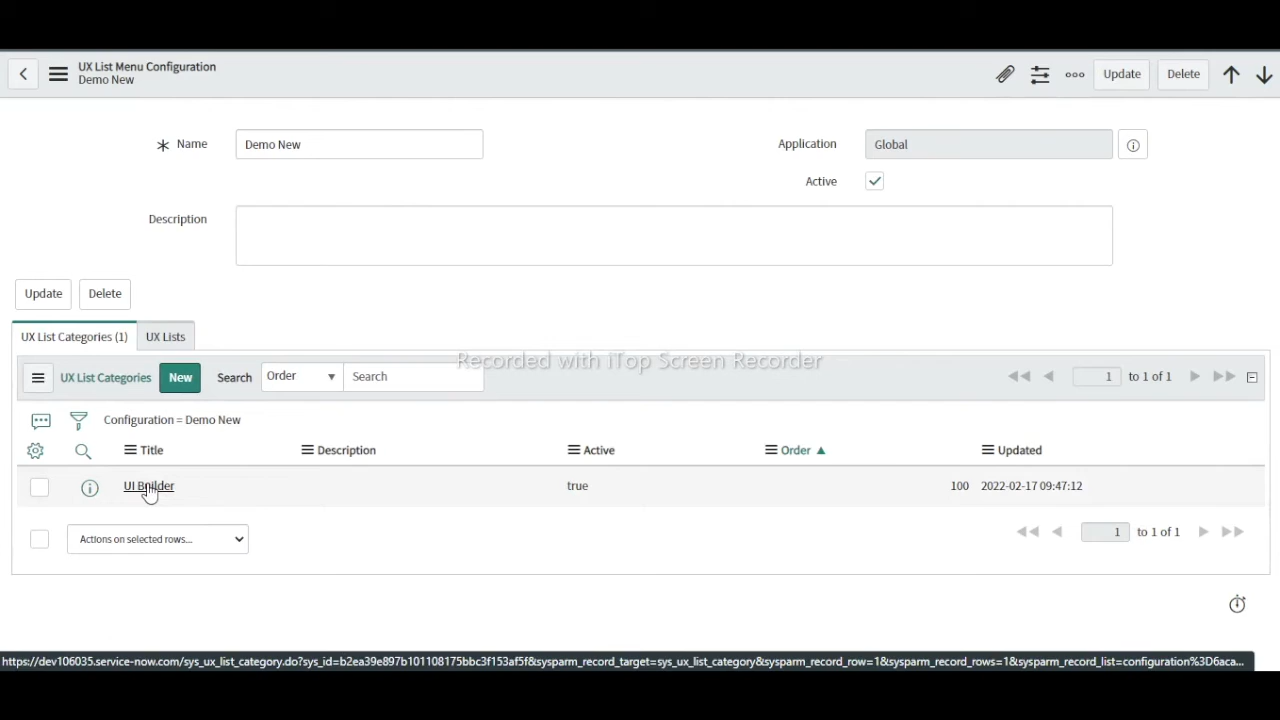 UX List Menu Configuration
Demo New
Update
Delete
Name
Demo New
Application
Global
Active
Description
Update
Delete
UX List Categories (1)
UX Lists
Recorded with iTop Screen Recorder
UX List Categories
New
Search
Order
Search
1 to 1 of 1
Configuration = Demo New
Title
Description
Active
Order
Updated
UI Builder
true
100
2022-02-17 09:47:12
Actions on selected rows...
1 to 1 of 1
https://dev106035.service-now.com/sys_ux_list_category.do?sys_id=b2ea39e897b101108175bbc3f153af5f&sysparm_record_target=sys_ux_list_category&sysparm_record_row=1&sysparm_record_rows=1&sysparm_record_list=configuration%3D6aca...